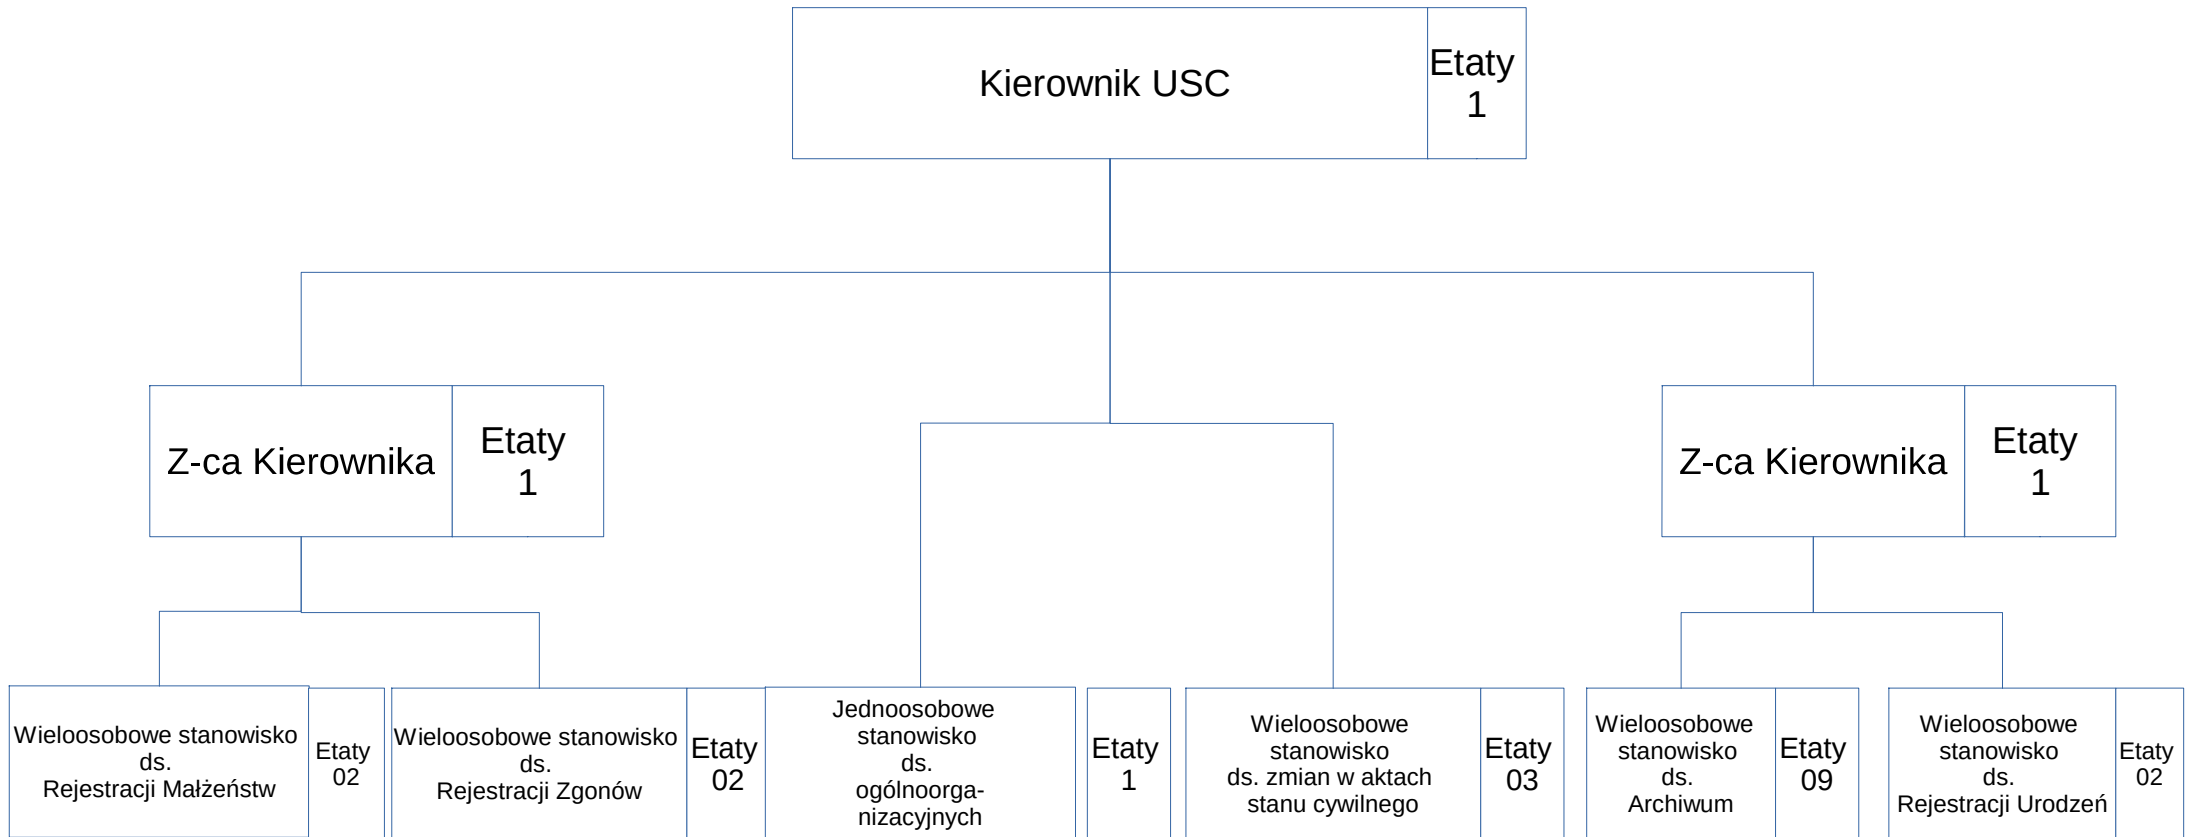 Kierownik USC
Etaty
1
Z-ca Kierownika
Etaty
1
Z-ca Kierownika
Etaty
1
Wieloosobowe stanowisko
ds.
Rejestracji Małżeństw
Etaty
02
Wieloosobowe stanowisko
ds.
Rejestracji Zgonów
Etaty
02
Jednoosobowe
stanowisko
ds.
ogólnoorga-
nizacyjnych
Etaty
1
Wieloosobowe
stanowisko
ds. zmian w aktach
stanu cywilnego
Etaty
03
Wieloosobowe
stanowisko
ds.
Archiwum
Etaty
09
Wieloosobowe
stanowisko
ds.
Rejestracji Urodzeń
Etaty
02